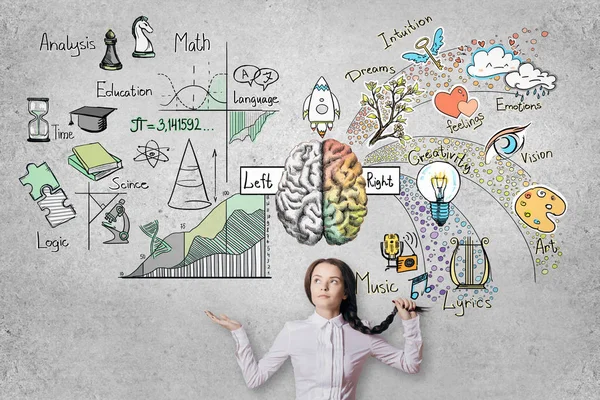 Analysis
Math
Education
Language
Time
π=3,141592...
Scince
Logic
Left
Right
Intuition
Dreams
Emotions
feelings
Creativity
Vision
Art
Music
Lyrics